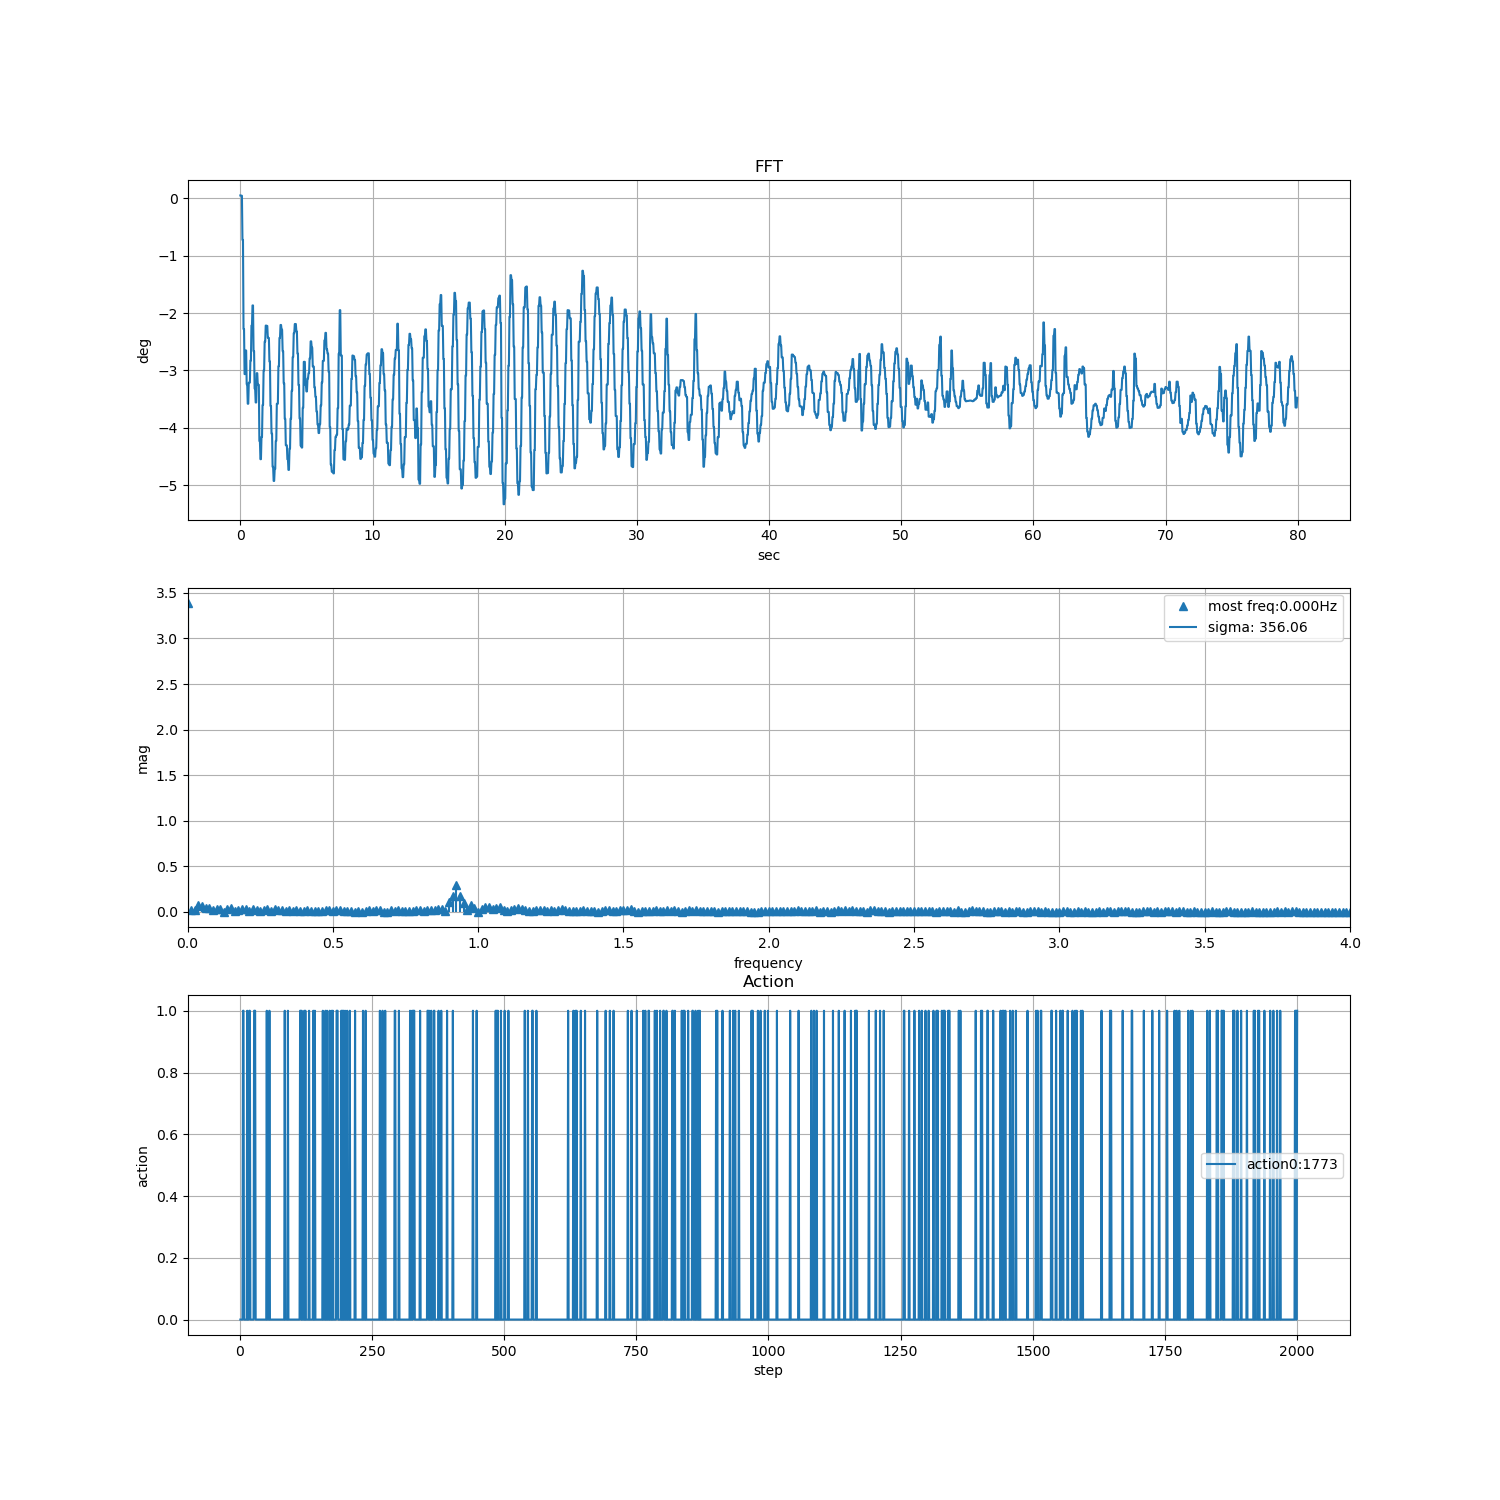 FFT
0
−1
−2
−3
−4
−5
deg
0 10 20 30 40 50 60 70 80
sec
3.5
3.0
2.5
2.0
1.5
1.0
0.5
0.0
mag
most freq:0.000Hz
sigma: 356.06
0.0 0.5 1.0 1.5 2.0 2.5 3.0 3.5 4.0
frequency
Action
1.0
0.8
0.6
0.4
0.2
0.0
action
action0:1773
0 250 500 750 1000 1250 1500 1750 2000
step